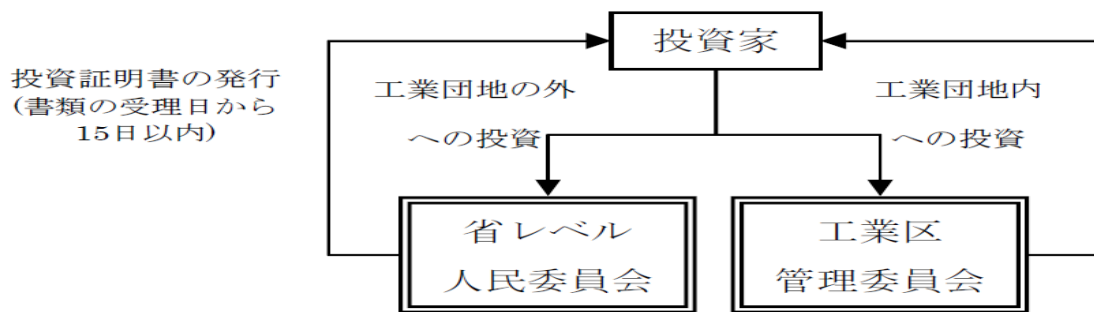 投資家
投資証明書の発行
(書類の受理日から
15日以内)
工業団地の外
への投資
工業団地内
への投資
省レベル
人民委員会
工業区
管理委員会